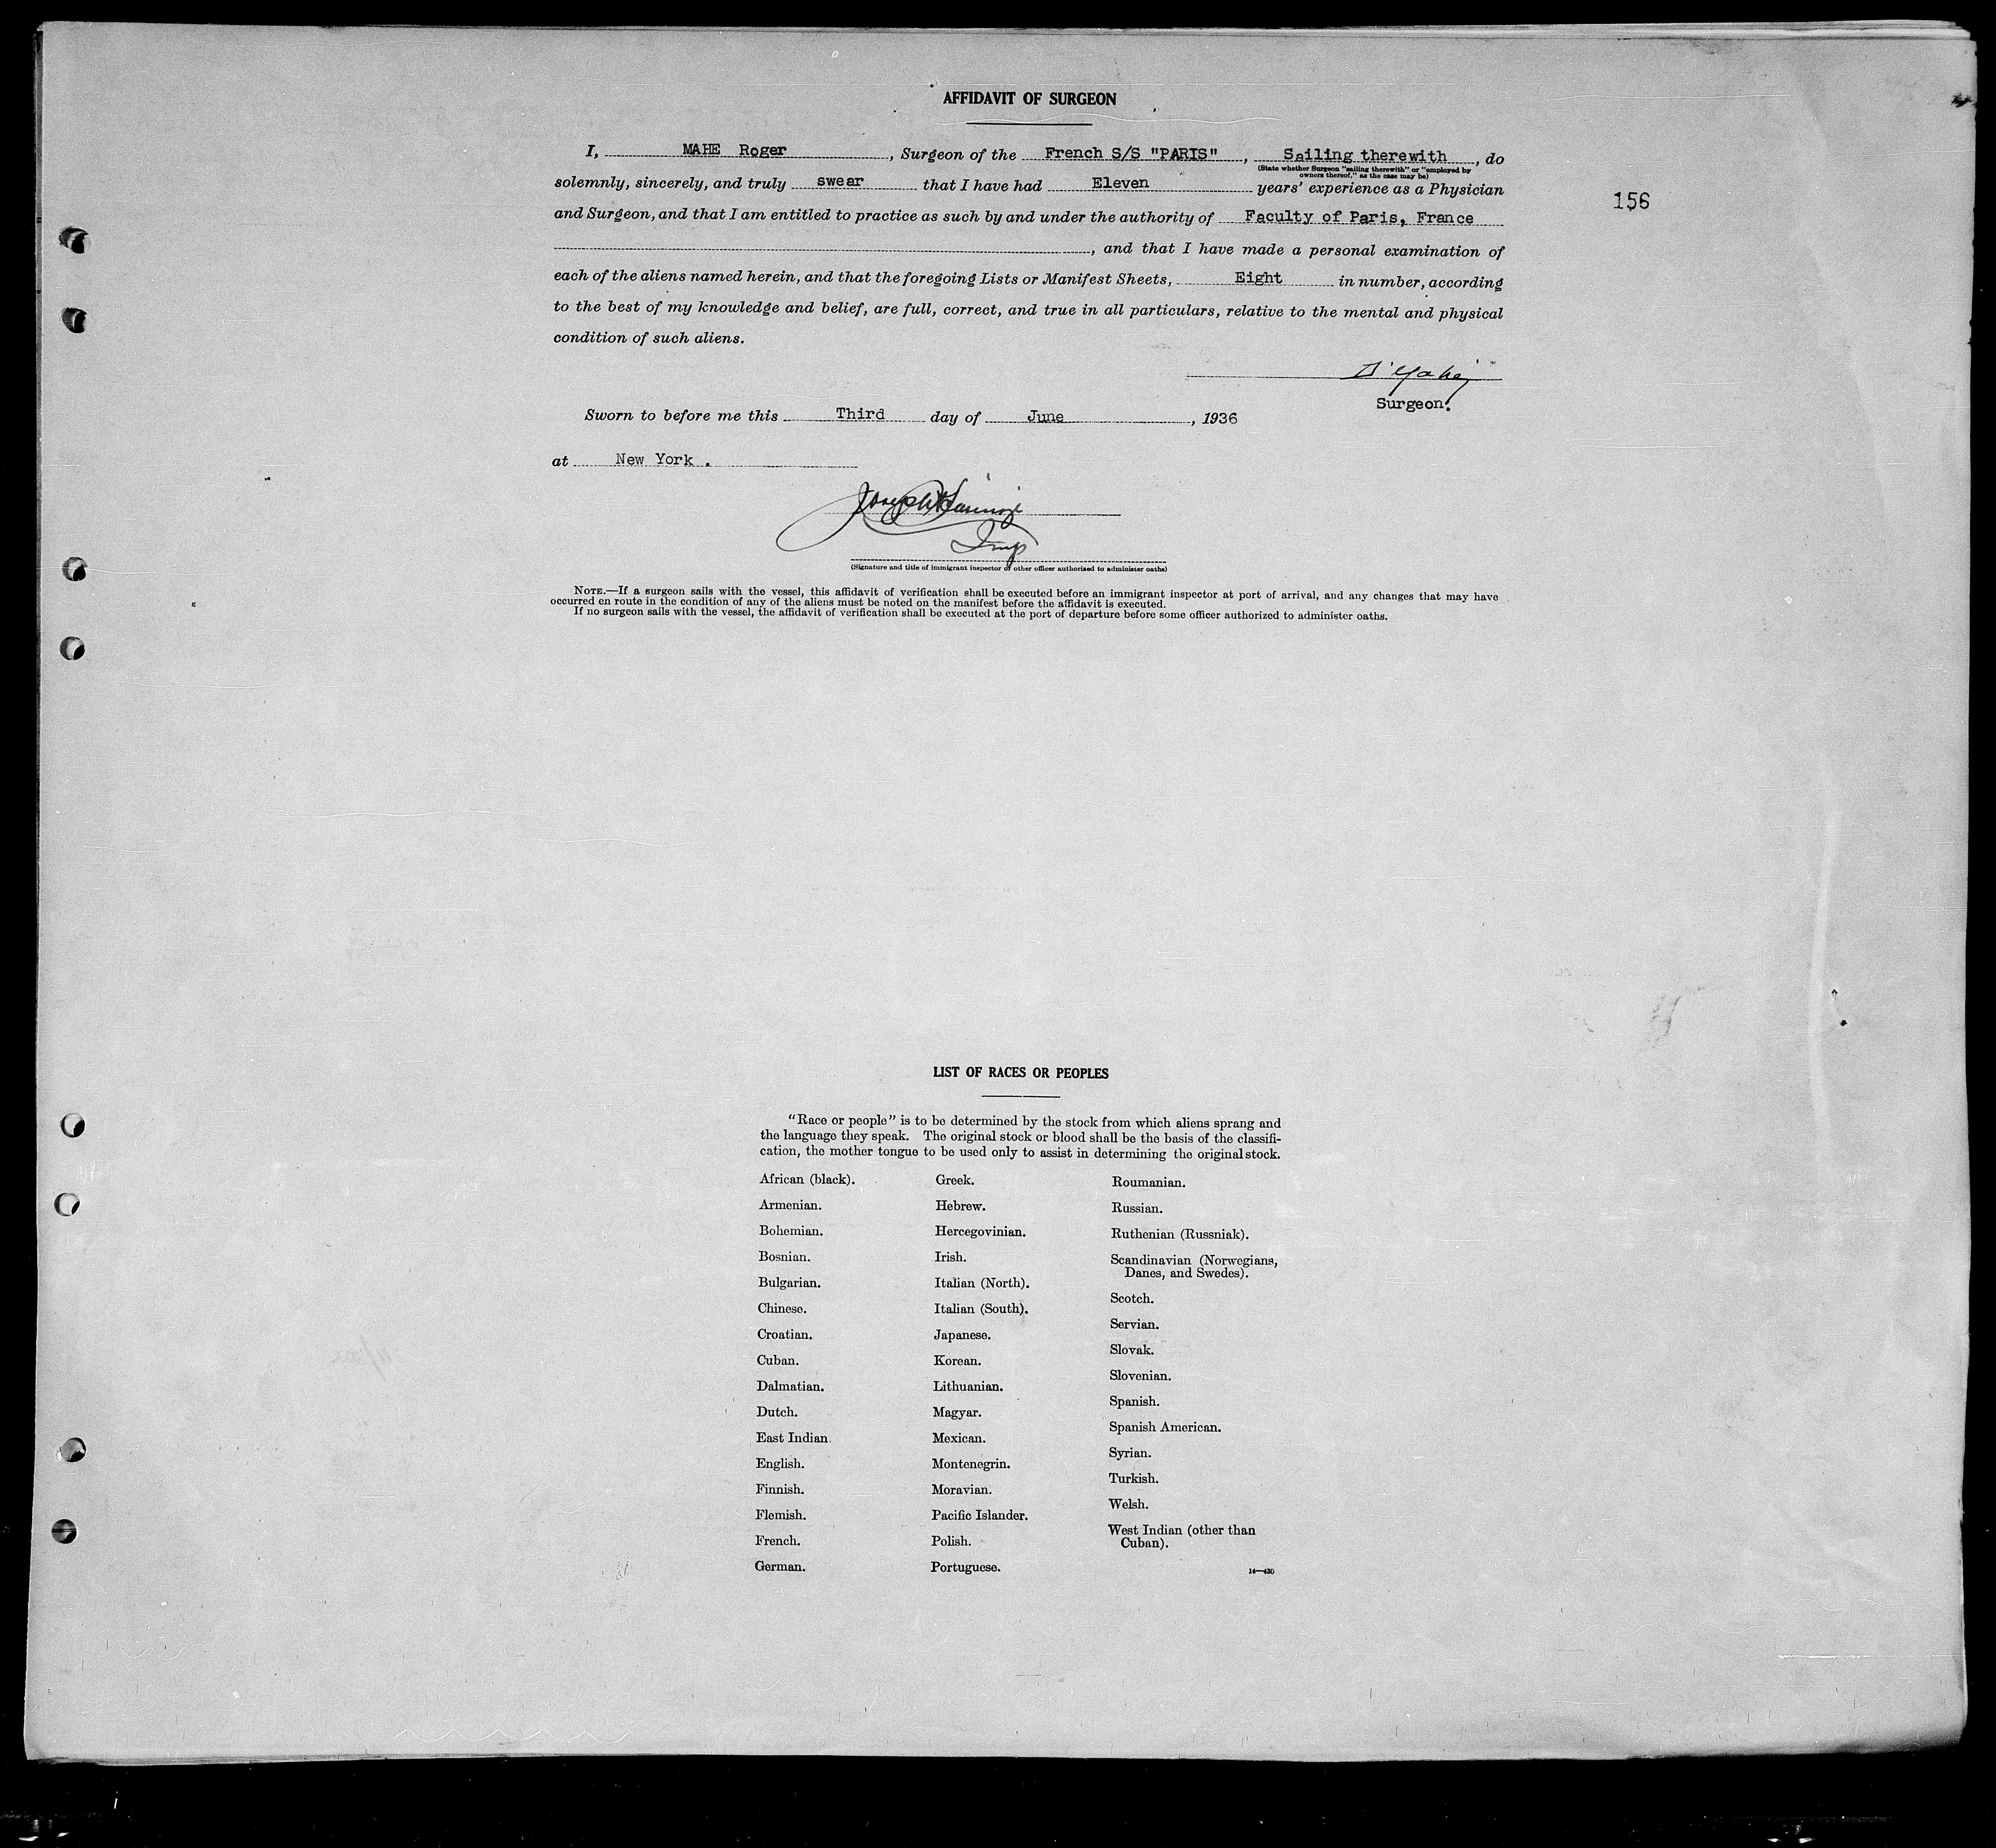 AFFIDAVIT OF SURGEON
I, MAHE Roger, Surgeon of the French S/S "PARIS", Sailing therewith, do
(State whether Surgeon "sailing therewith" or "employed by
owners thereof," as the case may be)
solemnly, sincerely, and truly swear that I have had Eleven years' experience as a Physician
156
and Surgeon, and that I am entitled to practice as such by and under the authority of Faculty of Paris, France
, and that I have made a personal examination of
each of the aliens named herein, and that the foregoing Lists or Manifest Sheets, Eight in number, according
to the best of my knowledge and belief, are full, correct, and true in all particulars, relative to the mental and physical
condition of such aliens.
Surgeon.
Sworn to before me this Third day of June, 1936
at New York.
Joseph
Insp
(Signature and title of immigrant inspector or other officer authorized to administer oaths)
NOTE.—If a surgeon sails with the vessel, this affidavit of verification shall be executed before an immigrant inspector at port of arrival, and any changes that may have
occurred en route in the condition of any of the aliens must be noted on the manifest before the affidavit is executed.
If no surgeon sails with the vessel, the affidavit of verification shall be executed at the port of departure before some officer authorized to administer oaths.
LIST OF RACES OR PEOPLES
"Race or people" is to be determined by the stock from which aliens sprang and
the language they speak. The original stock or blood shall be the basis of the classifi-
cation, the mother tongue to be used only to assist in determining the original stock.
African (black).
Armenian.
Bohemian.
Bosnian.
Bulgarian.
Chinese.
Croatian.
Cuban.
Dalmatian.
Dutch.
East Indian.
English.
Finnish.
Flemish.
French.
German.
Greek.
Hebrew.
Hercegovinian.
Irish.
Italian (North).
Italian (South).
Japanese.
Korean.
Lithuanian.
Magyar.
Mexican.
Montenegrin.
Moravian.
Pacific Islander.
Polish.
Portuguese.
Roumanian.
Russian.
Ruthenian (Russniak).
Scandinavian (Norwegians,
Danes, and Swedes).
Scotch.
Servian.
Slovak.
Slovenian.
Spanish.
Spanish American.
Syrian.
Turkish.
Welsh.
West Indian (other than
Cuban).
14—430